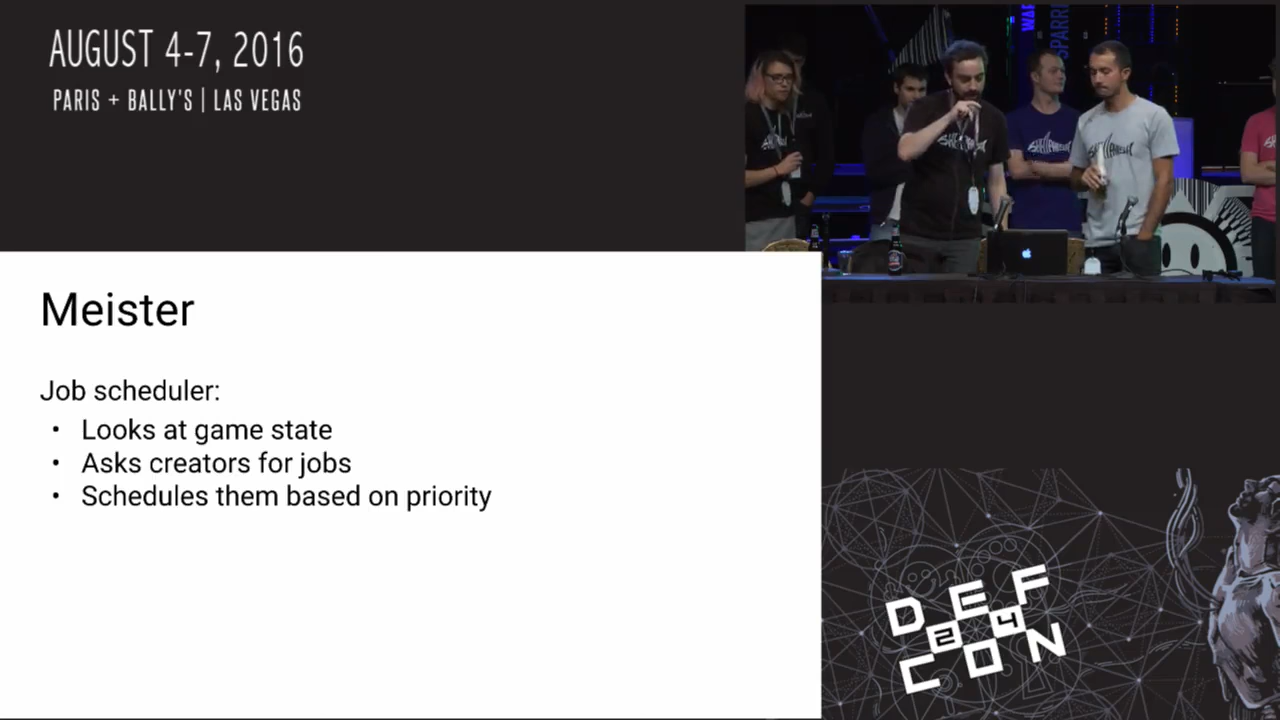 AUGUST 4-7, 2016
PARIS + BALLY'S | LAS VEGAS
Meister
Job scheduler:
• Looks at game state
• Asks creators for jobs
• Schedules them based on priority
DEF
24
CON